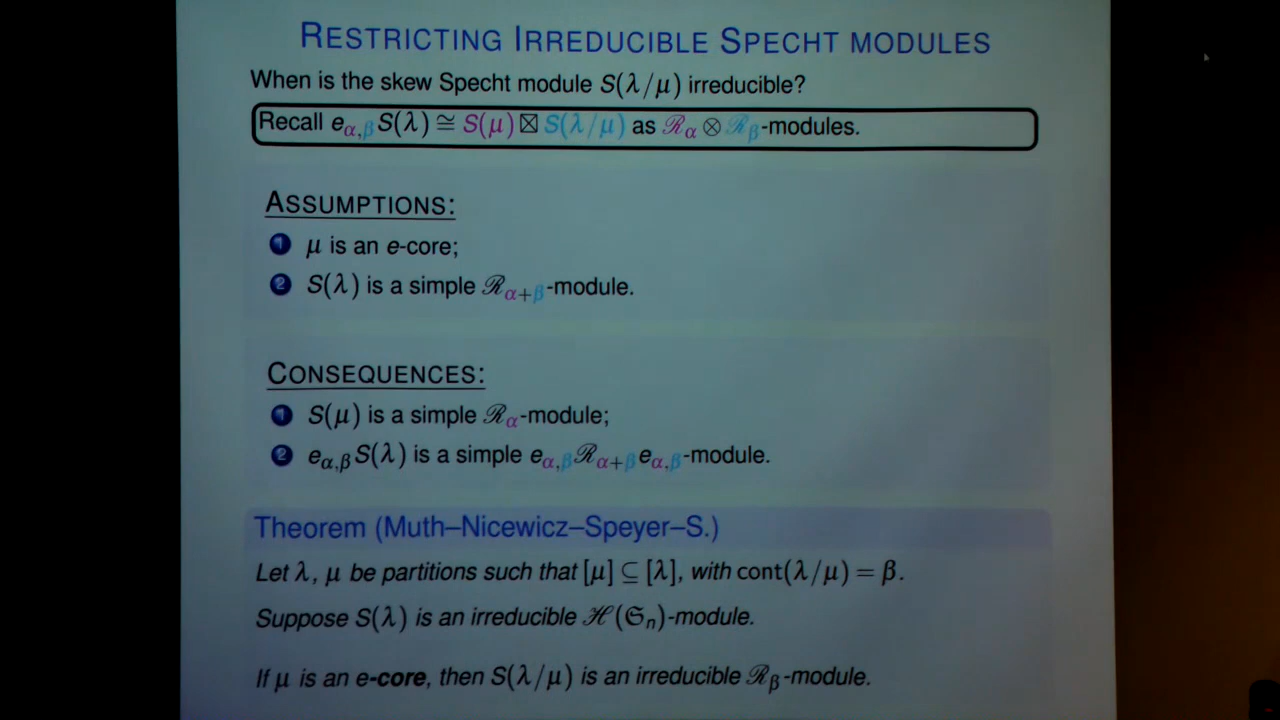 RESTRICTING IRREDUCIBLE SPECHT MODULES
When is the skew Specht module S(λ/μ) irreducible?
Recall e_{α,β}S(λ) ≅ S(μ) ⊠ S(λ/μ) as ℛ_α ⊗ ℛ_β-modules.
ASSUMPTIONS:
1 μ is an e-core;
2 S(λ) is a simple ℛ_{α+β}-module.
CONSEQUENCES:
1 S(μ) is a simple ℛ_α-module;
2 e_{α,β}S(λ) is a simple e_{α,β}ℛ_{α+β}e_{α,β}-module.
Theorem (Muth–Nicewicz–Speyer–S.)
Let λ, μ be partitions such that [μ] ⊆ [λ], with cont(λ/μ) = β.
Suppose S(λ) is an irreducible ℋ(𝔖_n)-module.
If μ is an e-core, then S(λ/μ) is an irreducible ℛ_β-module.